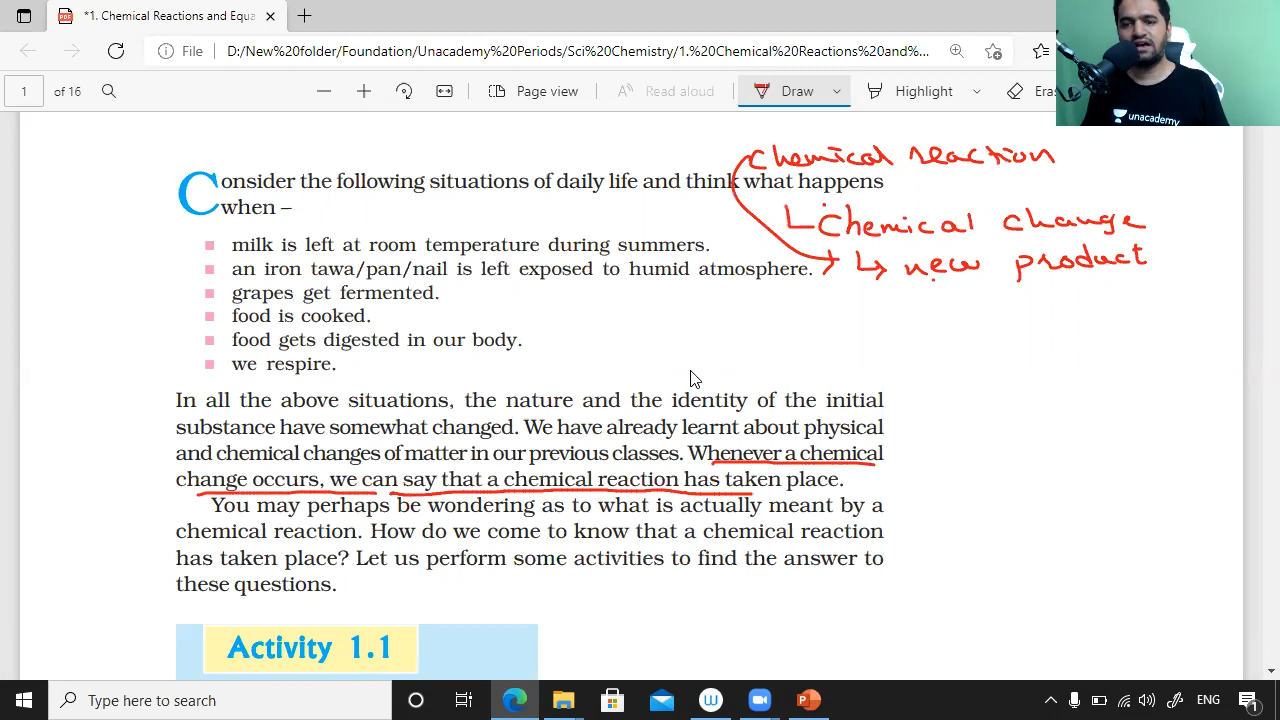 *1. Chemical Reactions and Equa
File D:/New%20folder/Foundation/Unacademy%20Periods/Sci%20Chemistry/1.%20Chemical%20Reactions%20and%...
1 of 16 Page view Read aloud Draw Highlight Eras
unacademy
chemical reaction
Consider the following situations of daily life and think what happens
when –
chemical change
new product
milk is left at room temperature during summers.
an iron tawa/pan/nail is left exposed to humid atmosphere.
grapes get fermented.
food is cooked.
food gets digested in our body.
we respire.
In all the above situations, the nature and the identity of the initial
substance have somewhat changed. We have already learnt about physical
and chemical changes of matter in our previous classes. Whenever a chemical
change occurs, we can say that a chemical reaction has taken place.
You may perhaps be wondering as to what is actually meant by a
chemical reaction. How do we come to know that a chemical reaction
has taken place? Let us perform some activities to find the answer to
these questions.
Activity 1.1
Type here to search
ENG
1